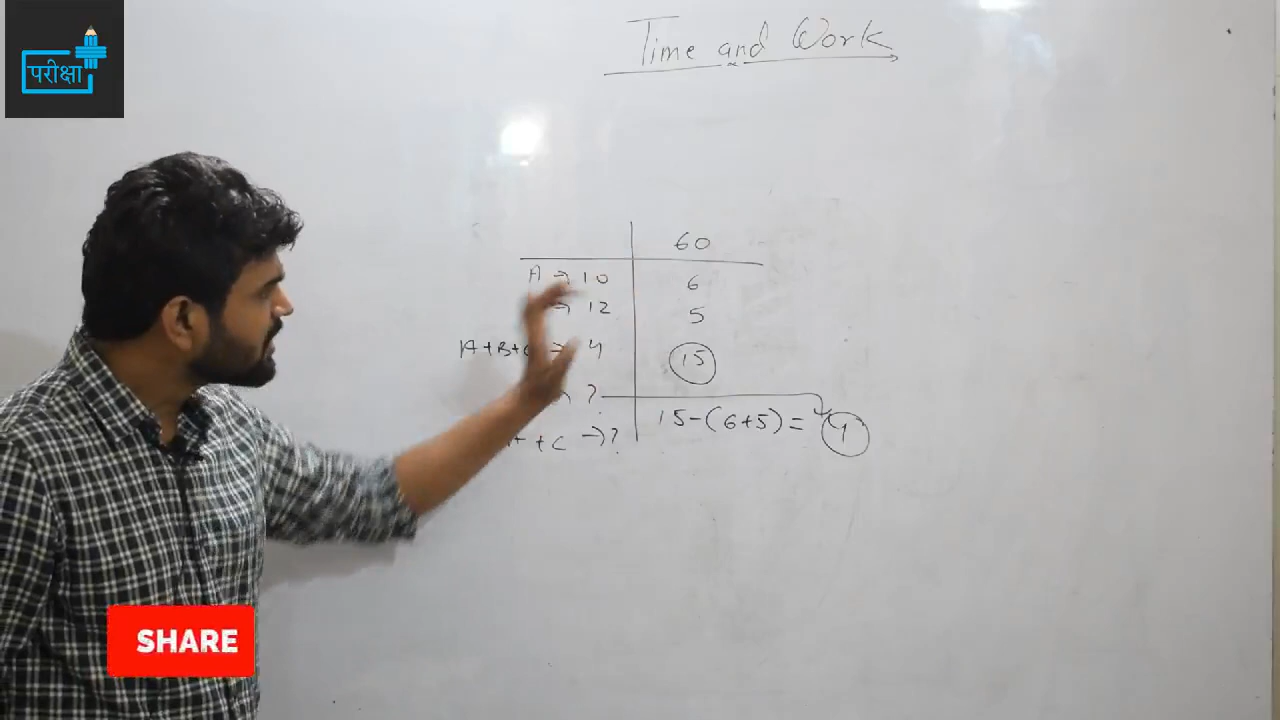 परीक्षा
Time and Work
60
A → 10 6
→ 12 5
A+B+ → 4 15
→ ?
15-(6+5) = 4
+C → ?
SHARE